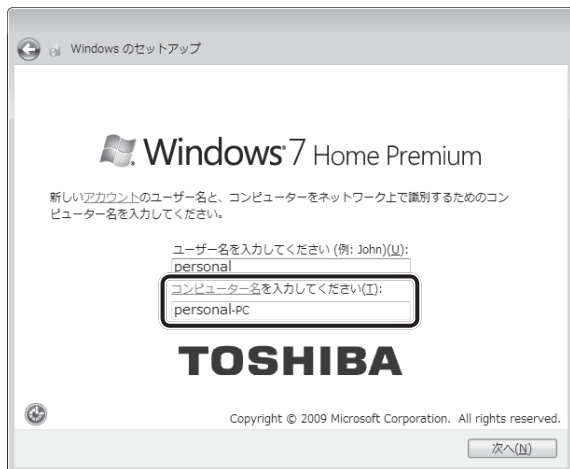 Windows のセットアップ
Windows 7 Home Premium
新しいアカウントのユーザー名と、コンピューターをネットワーク上で識別するためのコン
ピューター名を入力してください。
ユーザー名を入力してください (例: John)(U):
personal
コンピューター名を入力してください(T):
personal-PC
TOSHIBA
Copyright © 2009 Microsoft Corporation. All rights reserved.
次へ(N)